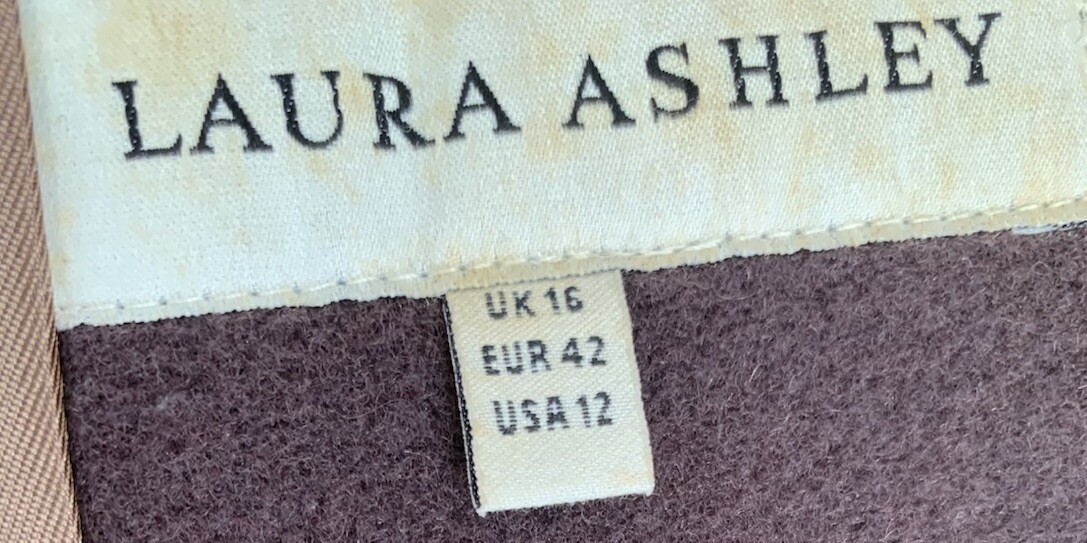 LAURA ASHLEY
UK 16
EUR 42
USA 12